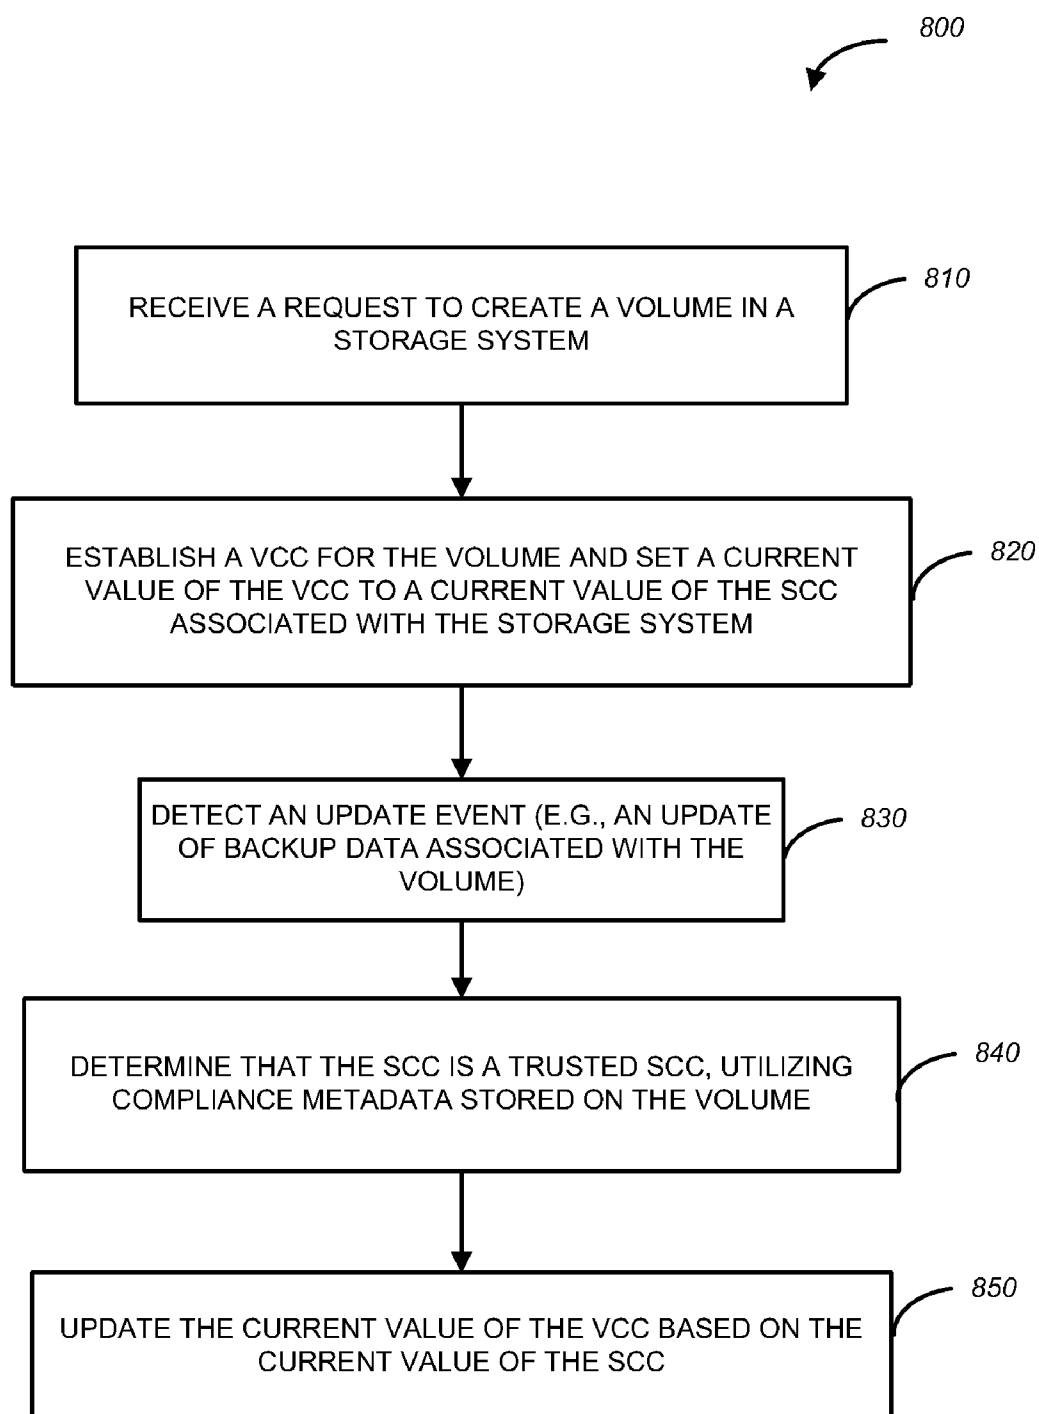 800
RECEIVE A REQUEST TO CREATE A VOLUME IN A
STORAGE SYSTEM
810
ESTABLISH A VCC FOR THE VOLUME AND SET A CURRENT
VALUE OF THE VCC TO A CURRENT VALUE OF THE SCC
ASSOCIATED WITH THE STORAGE SYSTEM
820
DETECT AN UPDATE EVENT (E.G., AN UPDATE
OF BACKUP DATA ASSOCIATED WITH THE
VOLUME)
830
DETERMINE THAT THE SCC IS A TRUSTED SCC, UTILIZING
COMPLIANCE METADATA STORED ON THE VOLUME
840
UPDATE THE CURRENT VALUE OF THE VCC BASED ON THE
CURRENT VALUE OF THE SCC
850